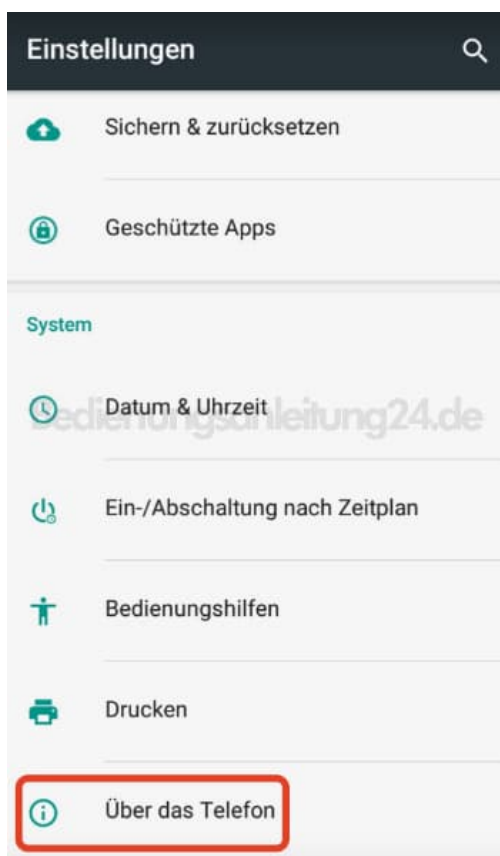 Einstellungen
Sichern & zurücksetzen
Geschützte Apps
System
Datum & Uhrzeit
Bedienungsanleitung24.de
Ein-/Abschaltung nach Zeitplan
Bedienungshilfen
Drucken
Über das Telefon